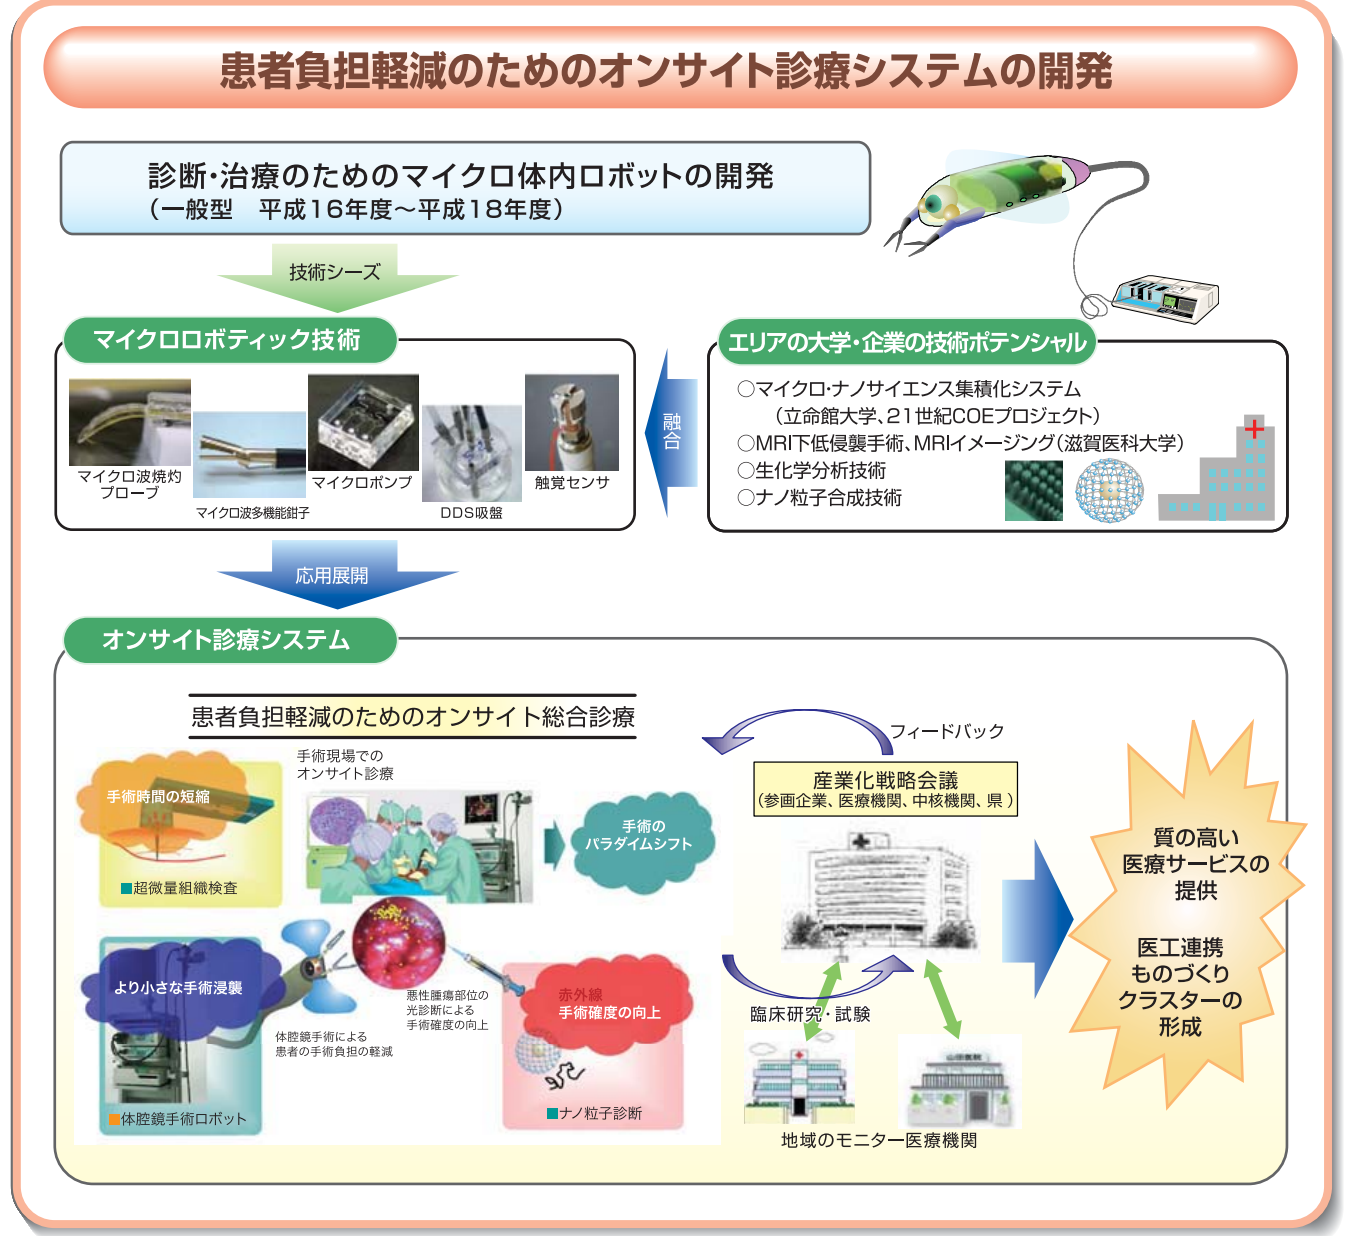 患者負担軽減のためのオンサイト診療システムの開発
診断・治療のためのマイクロ体内ロボットの開発
（一般型　平成16年度～平成18年度）
技術シーズ
マイクロロボティック技術
マイクロ波焼灼
プローブ
マイクロ波多機能鉗子
マイクロポンプ
DDS吸盤
触覚センサ
融合
エリアの大学・企業の技術ポテンシャル
○マイクロ・ナノサイエンス集積化システム
（立命館大学、21世紀COEプロジェクト）
○MRI下低侵襲手術、MRIイメージング（滋賀医科大学）
○生化学分析技術
○ナノ粒子合成技術
応用展開
オンサイト診療システム
患者負担軽減のためのオンサイト総合診療
手術時間の短縮
■超微量組織検査
手術現場での
オンサイト診療
手術の
パラダイムシフト
より小さな手術浸襲
■体腔鏡手術ロボット
体腔鏡手術による
患者の手術負担の軽減
悪性腫瘍部位の
光診断による
手術確度の向上
赤外線
手術確度の向上
■ナノ粒子診断
フィードバック
産業化戦略会議
（参画企業、医療機関、中核機関、県）
臨床研究・試験
山田医院
地域のモニター医療機関
質の高い
医療サービスの
提供
医工連携
ものづくり
クラスターの
形成